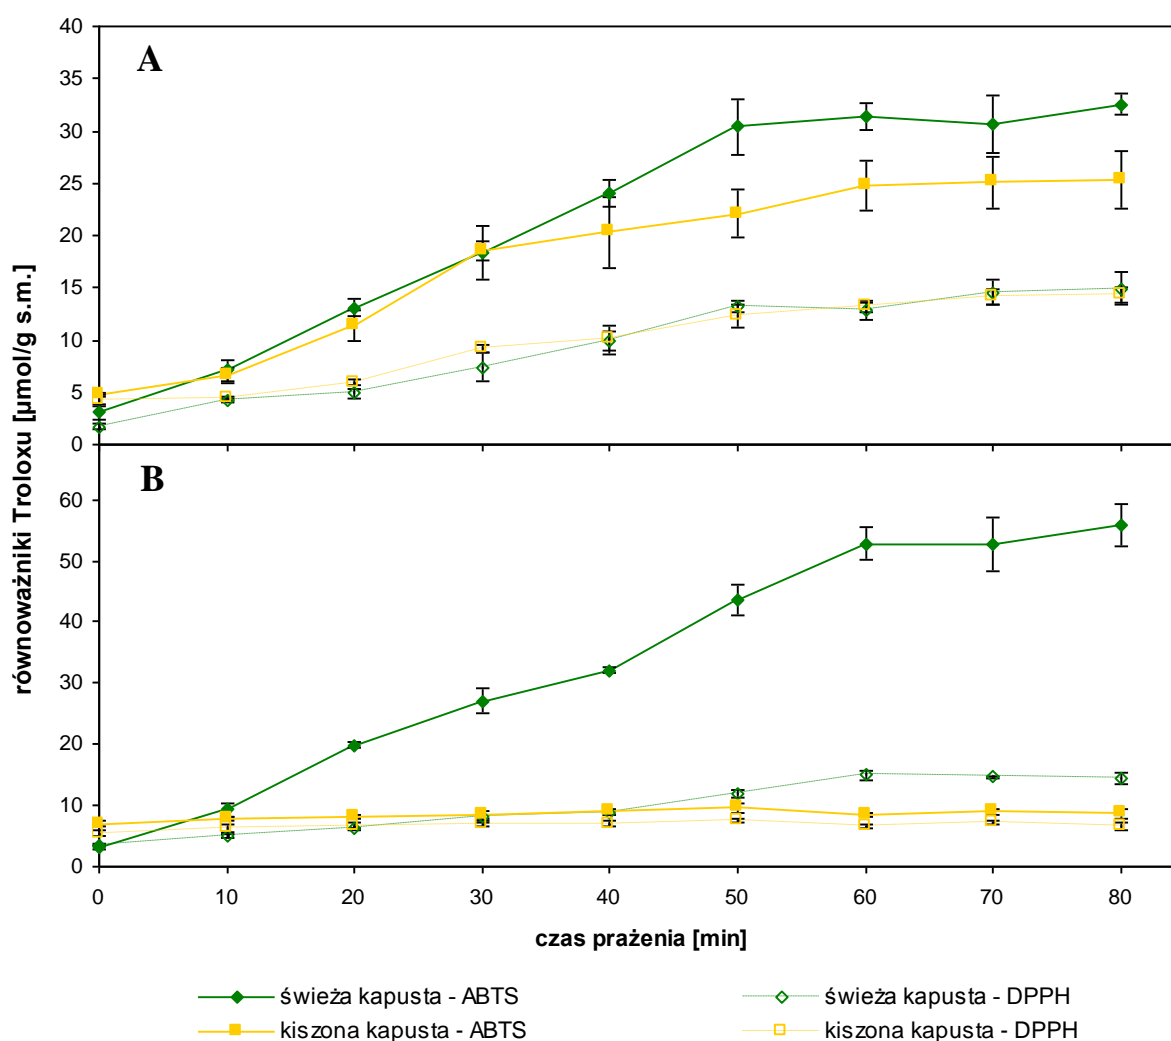 A
40
35
30
25
20
15
10
5
0
B
60
50
40
30
20
10
0
równoważniki Troloxu [µmol/g s.m.]
0 10 20 30 40 50 60 70 80
czas prażenia [min]
świeża kapusta - ABTS świeża kapusta - DPPH
kiszona kapusta - ABTS kiszona kapusta - DPPH